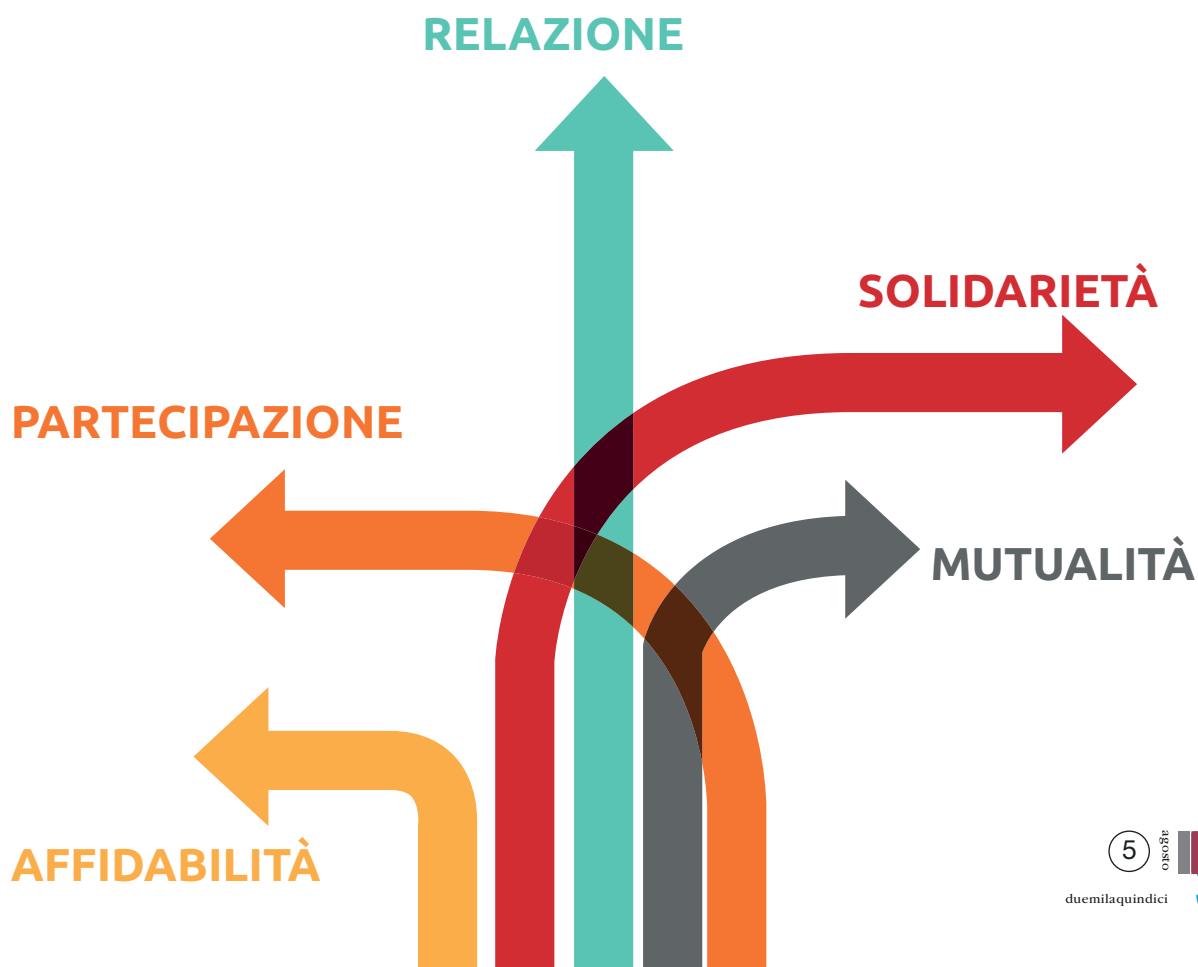 RELAZIONE
SOLIDARIETÀ
PARTECIPAZIONE
MUTUALITÀ
AFFIDABILITÀ
5
agosto
duemilaquindici